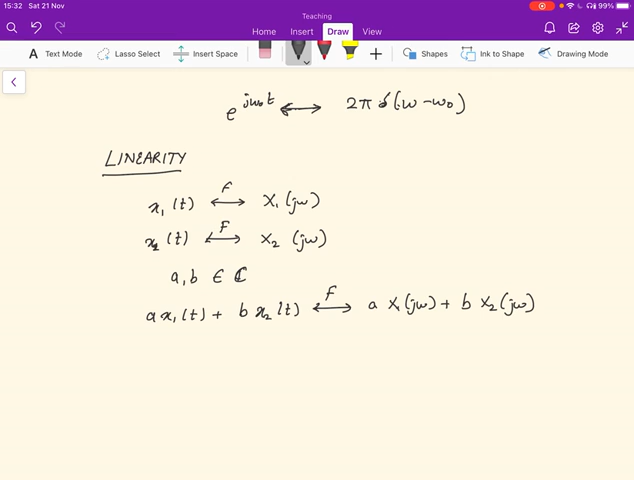 15:32 Sat 21 Nov 99%
Teaching
Home Insert Draw View
A Text Mode Lasso Select Insert Space + Shapes Ink to Shape Drawing Mode
e^{jω₀t} ⟷ 2π δ(ω − ω₀)
LINEARITY
x₁(t) ⟷^F X₁(jω)
x₂(t) ⟷^F X₂(jω)
a, b ∈ ℂ
a x₁(t) + b x₂(t) ⟷^F a X₁(jω) + b X₂(jω)